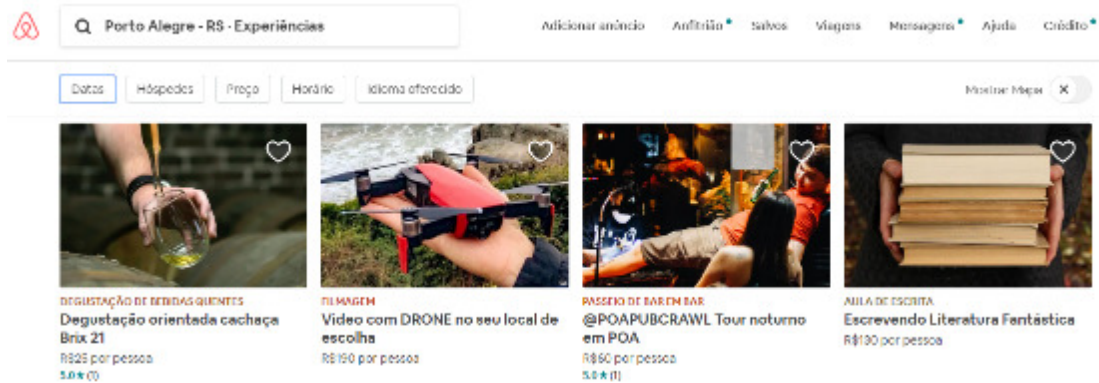 Porto Alegre - RS · Experiências
Adicionar anúncio
Anfitrião
Salvos
Viagens
Mensagens
Ajuda
Crédito
Datas
Hóspedes
Preço
Horário
Idioma oferecido
Mostrar Mapa
DEGUSTAÇÃO DE BEBIDAS QUENTES
Degustação orientada cachaça
Brix 21
R$25 por pessoa
5.0★(1)
FILMAGEM
Video com DRONE no seu local de
escolha
R$190 por pessoa
PASSEIO DE BAR EM BAR
@POAPUBCRAWL Tour noturno
em POA
R$60 por pessoa
5.0★(1)
AULA DE ESCRITA
Escrevendo Literatura Fantástica
R$130 por pessoa